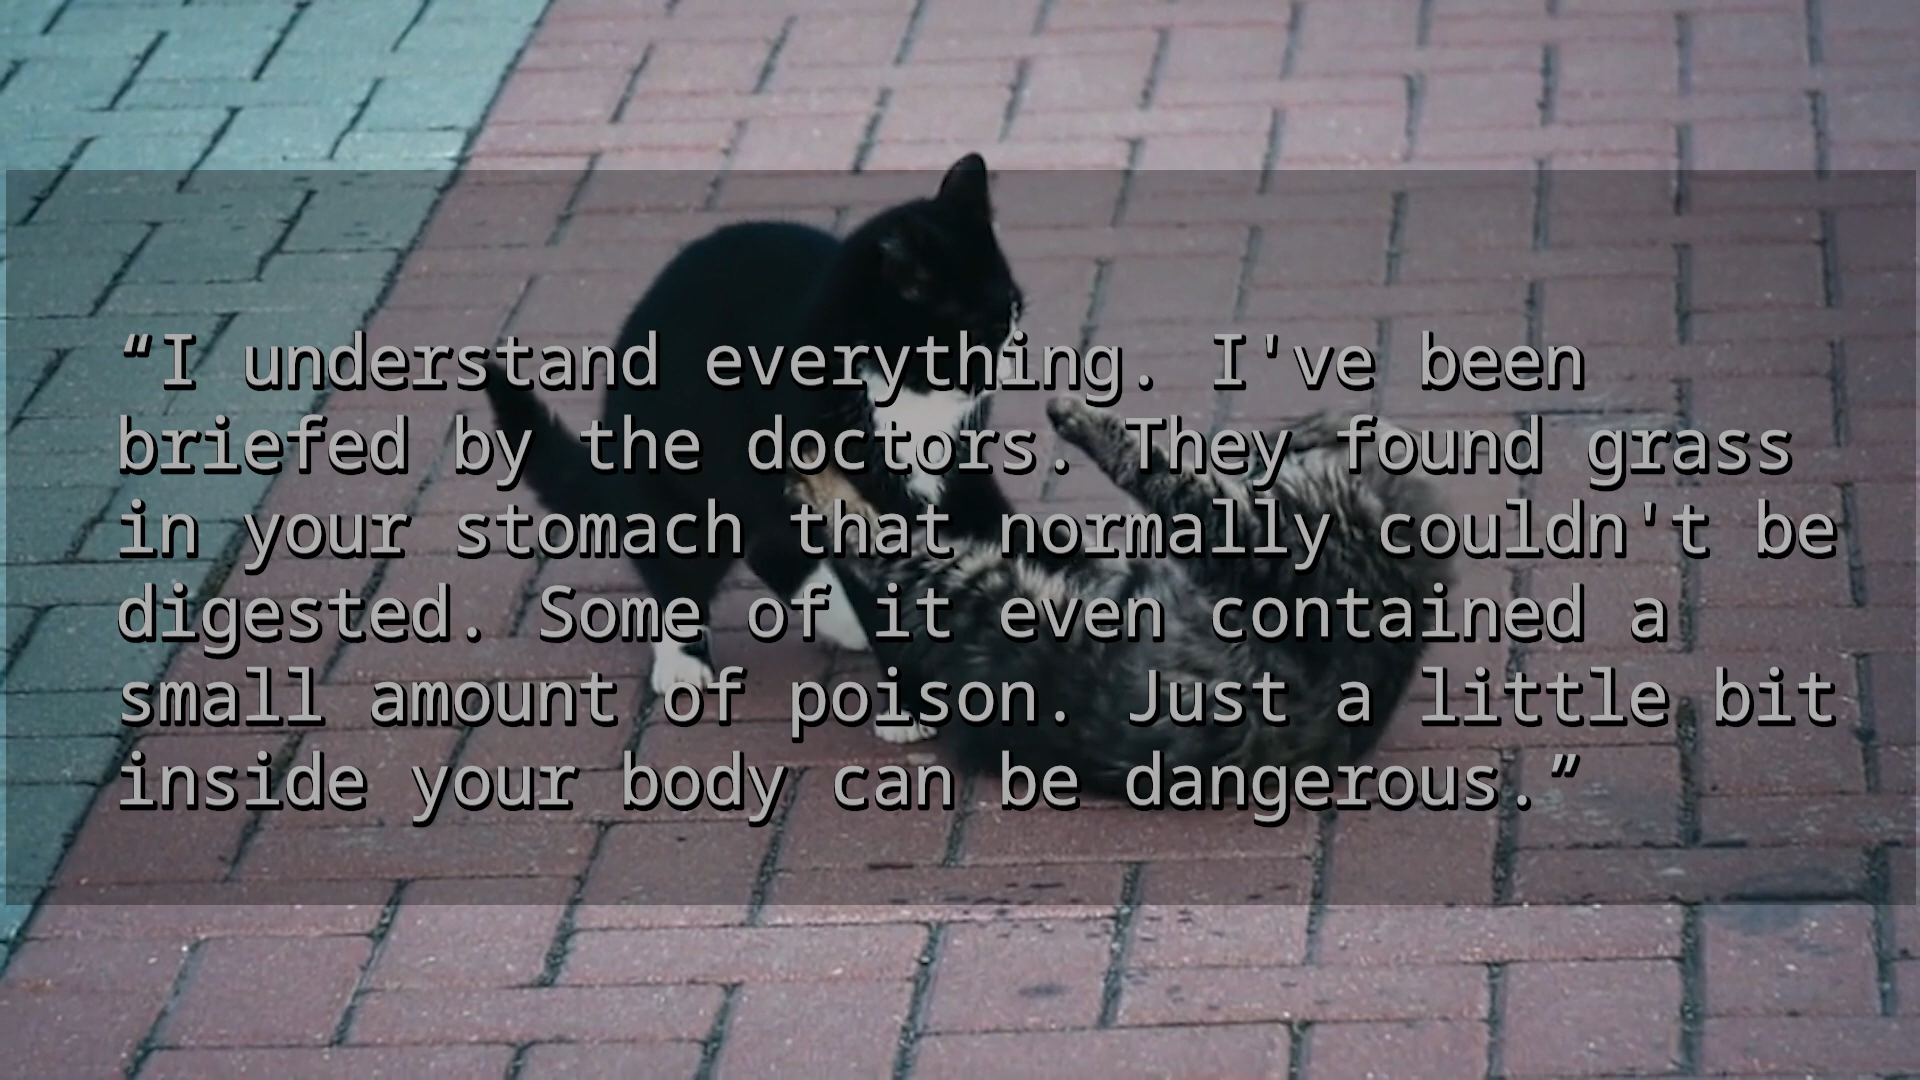 “I understand everything. I've been
briefed by the doctors. They found grass
in your stomach that normally couldn't be
digested. Some of it even contained a
small amount of poison. Just a little bit
inside your body can be dangerous.”